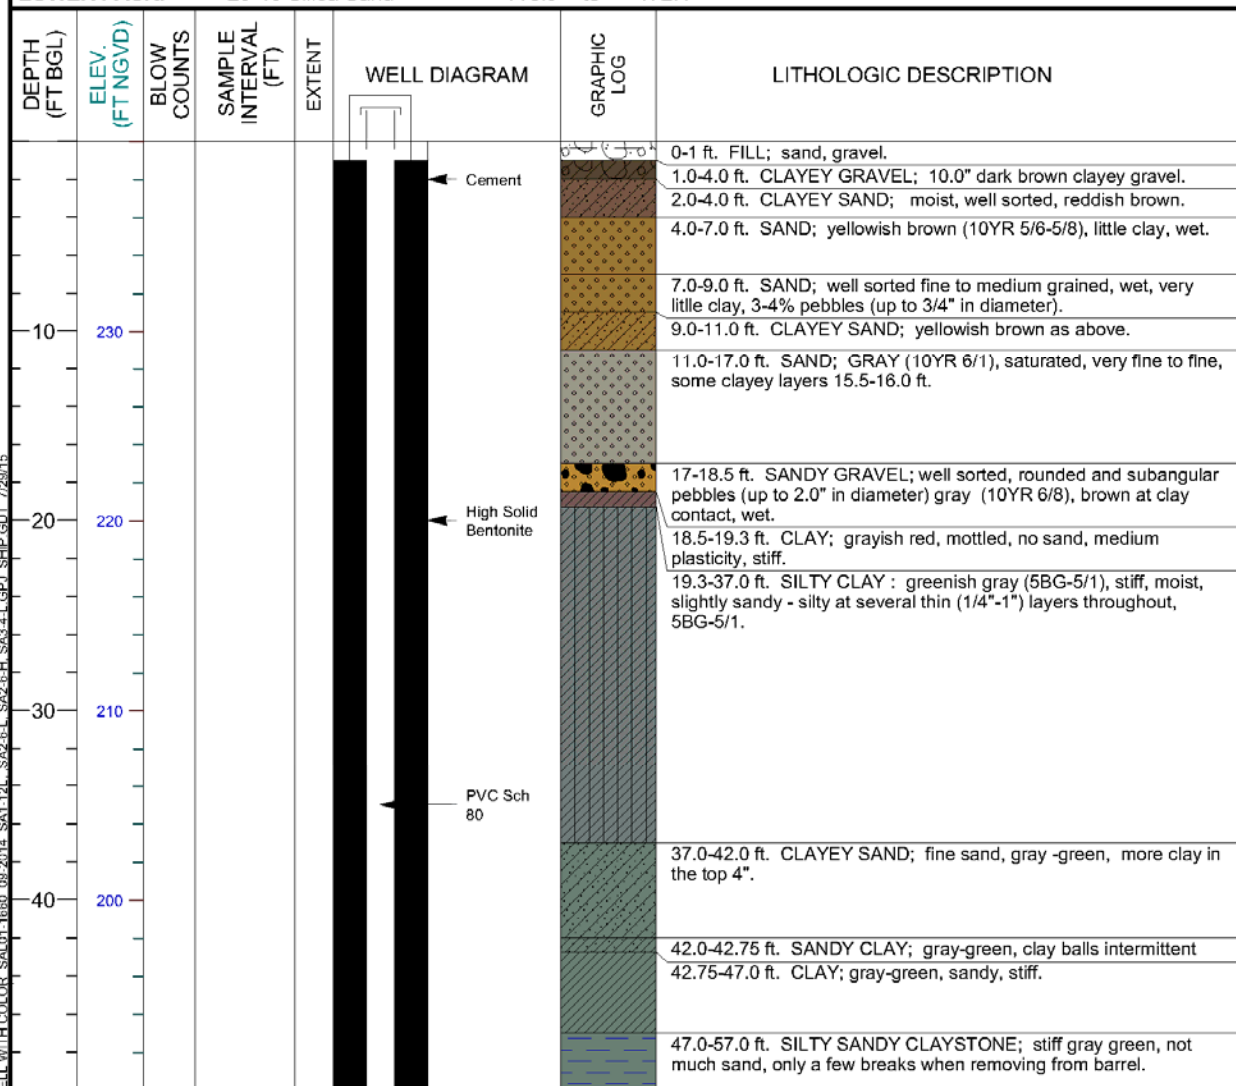 DEPTH
(FT BGL)
ELEV.
(FT NGVD)
BLOW
COUNTS
SAMPLE
INTERVAL
(FT)
EXTENT
WELL DIAGRAM
GRAPHIC
LOG
LITHOLOGIC DESCRIPTION
0-1 ft. FILL; sand, gravel.
Cement
1.0-4.0 ft. CLAYEY GRAVEL; 10.0" dark brown clayey gravel.
2.0-4.0 ft. CLAYEY SAND; moist, well sorted, reddish brown.
4.0-7.0 ft. SAND; yellowish brown (10YR 5/6-5/8), little clay, wet.
7.0-9.0 ft. SAND; well sorted fine to medium grained, wet, very
litlle clay, 3-4% pebbles (up to 3/4" in diameter).
10
230
9.0-11.0 ft. CLAYEY SAND; yellowish brown as above.
11.0-17.0 ft. SAND; GRAY (10YR 6/1), saturated, very fine to fine,
some clayey layers 15.5-16.0 ft.
17-18.5 ft. SANDY GRAVEL; well sorted, rounded and subangular
pebbles (up to 2.0" in diameter) gray (10YR 6/8), brown at clay
contact, wet.
20
220
High Solid
Bentonite
18.5-19.3 ft. CLAY; grayish red, mottled, no sand, medium
plasticity, stiff.
19.3-37.0 ft. SILTY CLAY : greenish gray (5BG-5/1), stiff, moist,
slightly sandy - silty at several thin (1/4"-1") layers throughout,
5BG-5/1.
30
210
PVC Sch
80
37.0-42.0 ft. CLAYEY SAND; fine sand, gray -green, more clay in
the top 4".
40
200
42.0-42.75 ft. SANDY CLAY; gray-green, clay balls intermittent
42.75-47.0 ft. CLAY; gray-green, sandy, stiff.
47.0-57.0 ft. SILTY SANDY CLAYSTONE; stiff gray green, not
much sand, only a few breaks when removing from barrel.